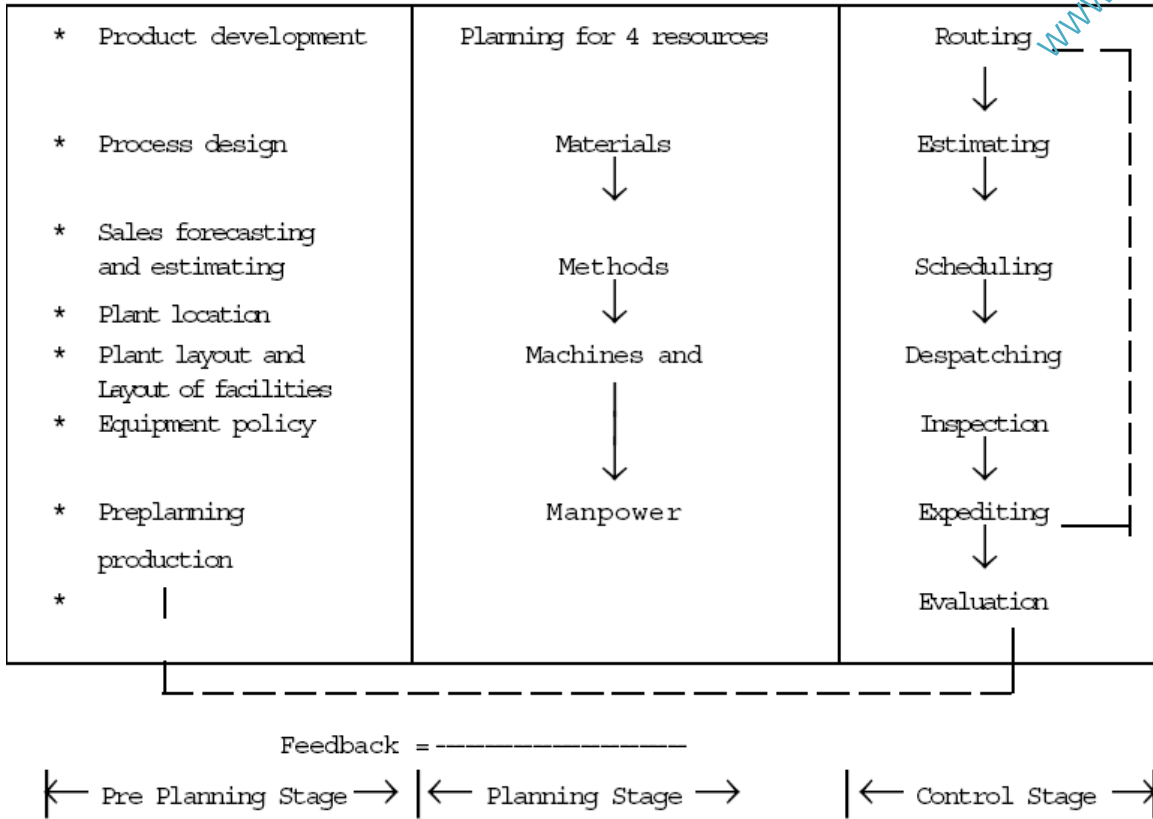 * Product development
* Process design
* Sales forecasting
and estimating
* Plant location
* Plant layout and
Layout of facilities
* Equipment policy
* Preplanning
production
*
Planning for 4 resources
Materials
Methods
Machines and
Manpower
Routing
Estimating
Scheduling
Despatching
Inspection
Expediting
Evaluation
www.
Feedback = ----------------
Pre Planning Stage
Planning Stage
Control Stage